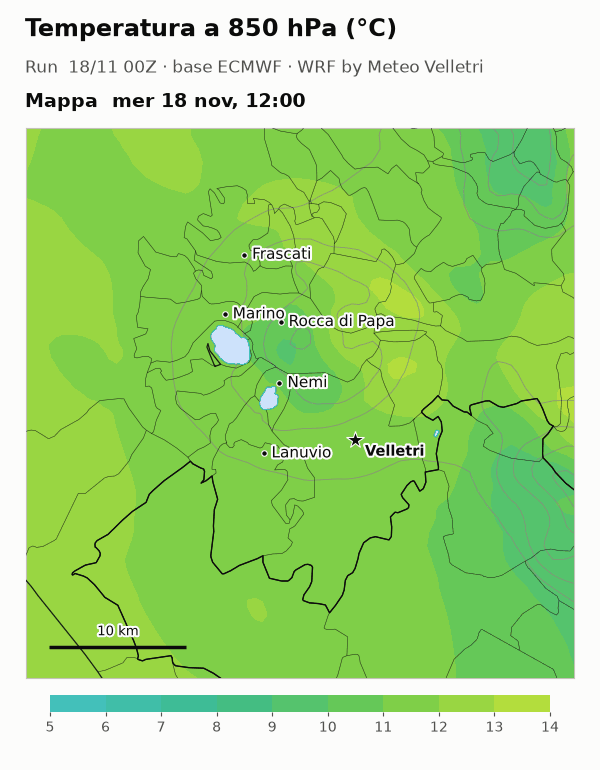 Temperatura a 850 hPa (°C)
Run  18/11 00Z · base ECMWF · WRF by Meteo Velletri
Mappa  mer 18 nov, 12:00
Frascati
Marino
Rocca di Papa
Nemi
Velletri
Lanuvio
10 km
5 6 7 8 9 10 11 12 13 14